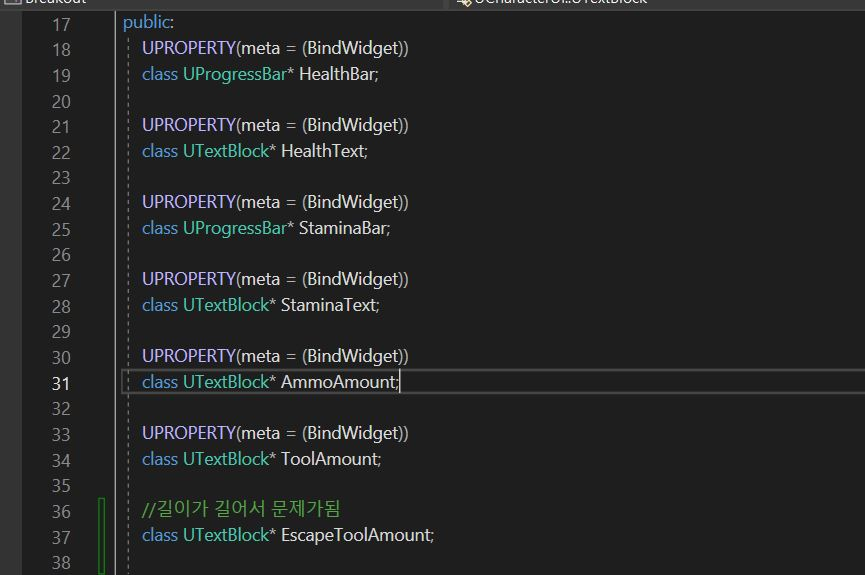 Breakout UCharacterUI::UTextBlock
17 public:
18 UPROPERTY(meta = (BindWidget))
19 class UProgressBar* HealthBar;
20
21 UPROPERTY(meta = (BindWidget))
22 class UTextBlock* HealthText;
23
24 UPROPERTY(meta = (BindWidget))
25 class UProgressBar* StaminaBar;
26
27 UPROPERTY(meta = (BindWidget))
28 class UTextBlock* StaminaText;
29
30 UPROPERTY(meta = (BindWidget))
31 class UTextBlock* AmmoAmount;
32
33 UPROPERTY(meta = (BindWidget))
34 class UTextBlock* ToolAmount;
35
36 //길이가 길어서 문제가됨
37 class UTextBlock* EscapeToolAmount;
38